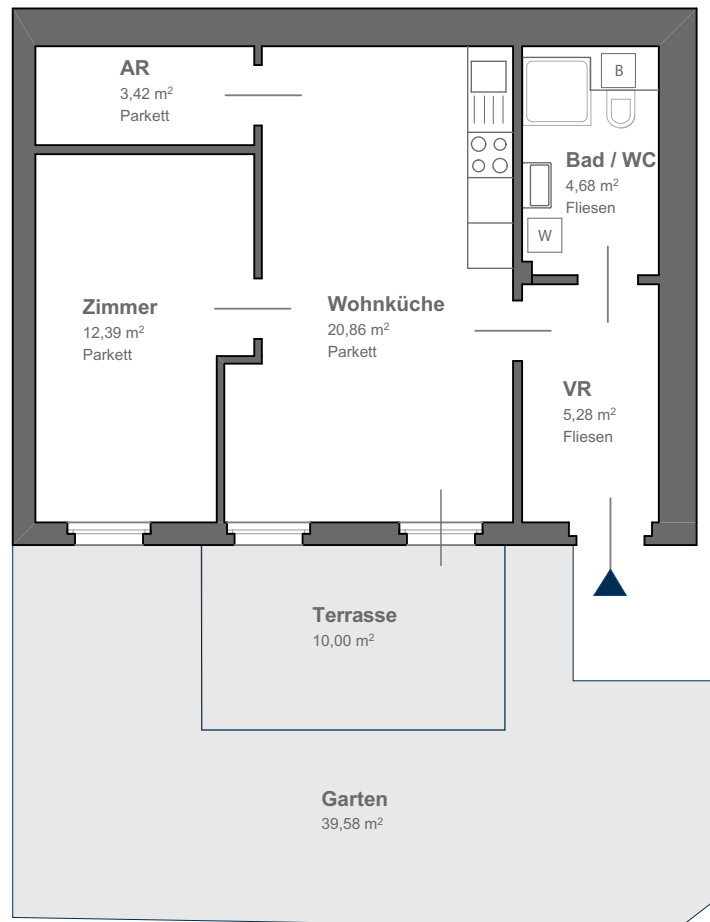 AR
3,42 m²
Parkett
B
Bad / WC
4,68 m²
Fliesen
W
Zimmer
12,39 m²
Parkett
Wohnküche
20,86 m²
Parkett
VR
5,28 m²
Fliesen
Terrasse
10,00 m²
Garten
39,58 m²